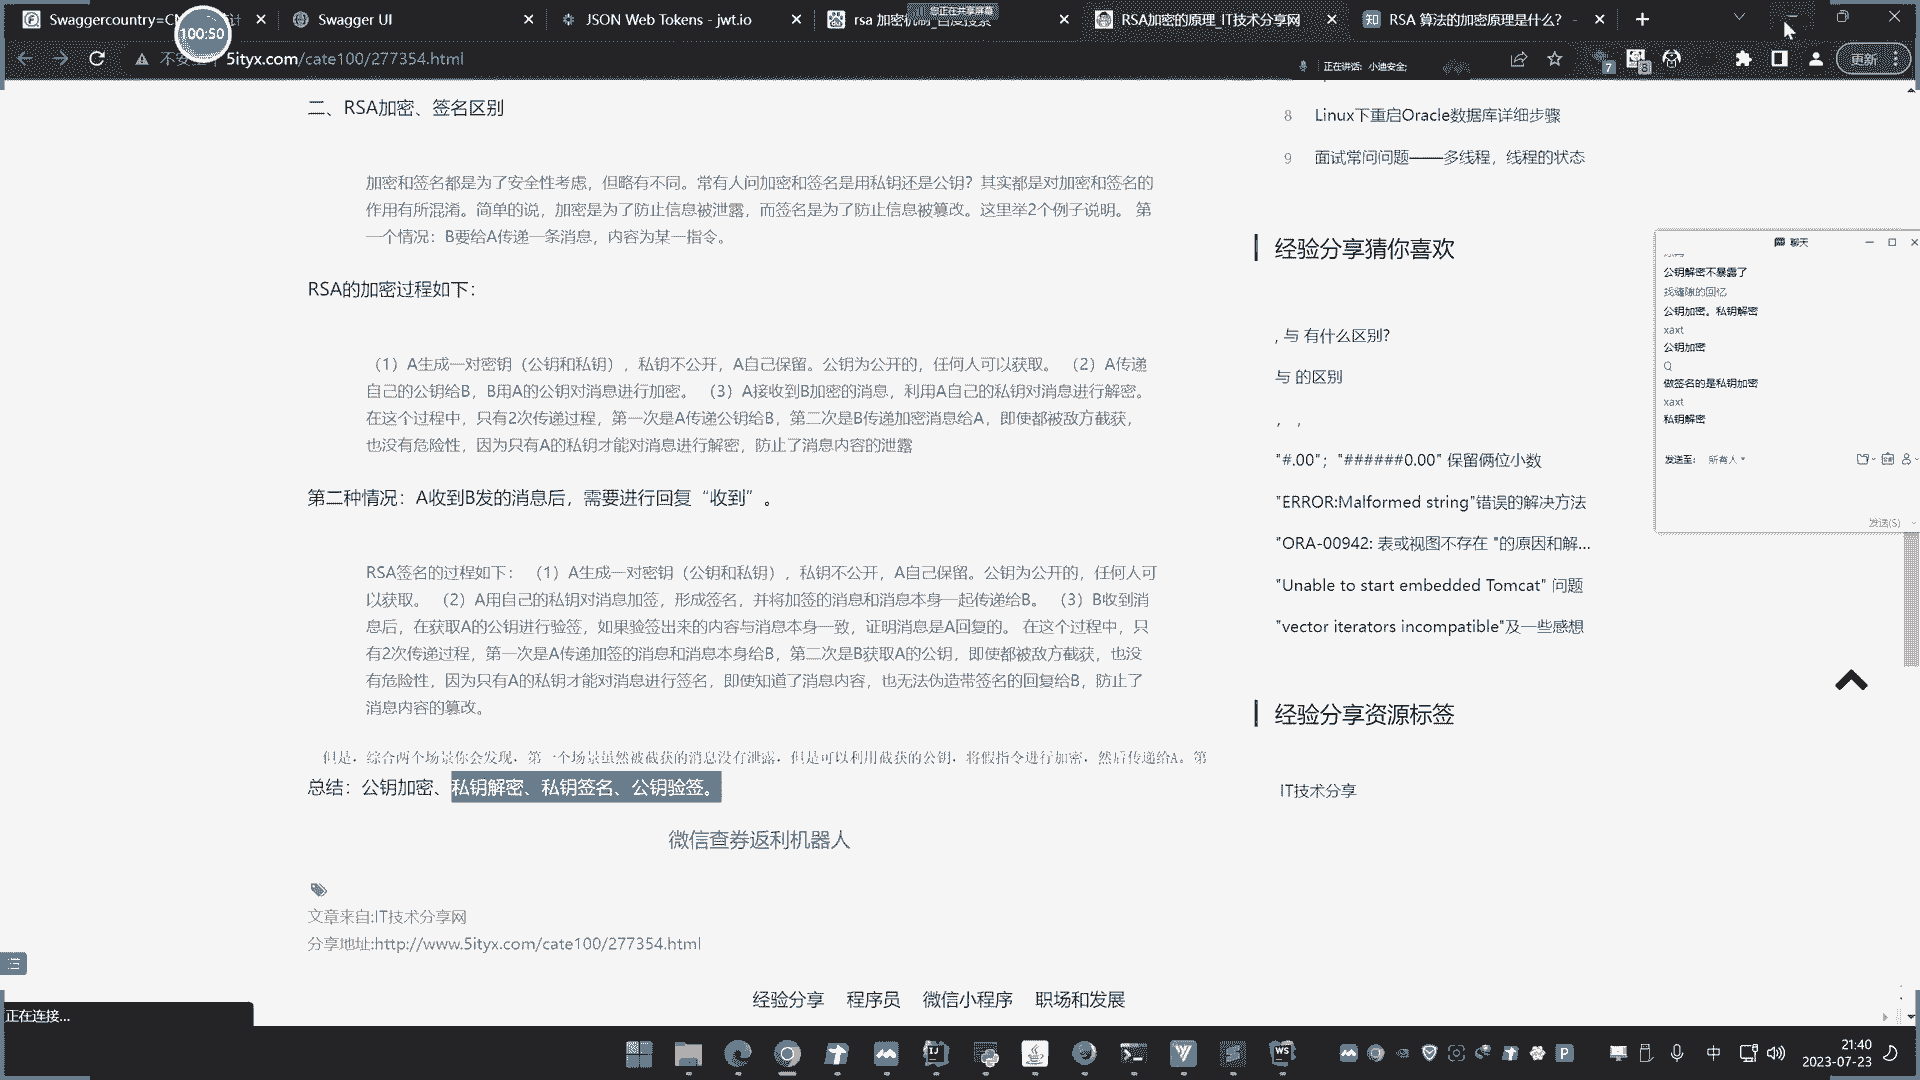 Swaggercountry=CN
计
Swagger UI
JSON Web Tokens - jwt.io
rsa 加密机制_百度搜索
您正在共享屏幕
RSA加密的原理_IT技术分享网
RSA 算法的加密原理是什么？ -
100:50
不安
5ityx.com/cate100/277354.html
正在讲话: 小迪安全;
7
8
更新
二、RSA加密、签名区别
加密和签名都是为了安全性考虑，但略有不同。常有人问加密和签名是用私钥还是公钥？其实都是对加密和签名的
作用有所混淆。简单的说，加密是为了防止信息被泄露，而签名是为了防止信息被篡改。这里举2个例子说明。 第
一个情况：B要给A传递一条消息，内容为某一指令。
RSA的加密过程如下：
（1）A生成一对密钥（公钥和私钥），私钥不公开，A自己保留。公钥为公开的，任何人可以获取。 （2）A传递
自己的公钥给B，B用A的公钥对消息进行加密。 （3）A接收到B加密的消息，利用A自己的私钥对消息进行解密。
在这个过程中，只有2次传递过程，第一次是A传递公钥给B，第二次是B传递加密消息给A，即使都被敌方截获，
也没有危险性，因为只有A的私钥才能对消息进行解密，防止了消息内容的泄露
第二种情况：A收到B发的消息后，需要进行回复“收到”。
RSA签名的过程如下： （1）A生成一对密钥（公钥和私钥），私钥不公开，A自己保留。公钥为公开的，任何人可
以获取。 （2）A用自己的私钥对消息加签，形成签名，并将加签的消息和消息本身一起传递给B。 （3）B收到消
息后，在获取A的公钥进行验签，如果验签出来的内容与消息本身一致，证明消息是A回复的。 在这个过程中，只
有2次传递过程，第一次是A传递加签的消息和消息本身给B，第二次是B获取A的公钥，即使都被敌方截获，也没
有危险性，因为只有A的私钥才能对消息进行签名，即使知道了消息内容，也无法伪造带签名的回复给B，防止了
消息内容的篡改。
但是，综合两个场景你会发现，第一个场景虽然被截获的消息没有泄露，但是可以利用截获的公钥，将假指令进行加密，然后传递给A。第
总结：公钥加密、私钥解密、私钥签名、公钥验签。
微信查券返利机器人
文章来自:IT技术分享网
分享地址:http://www.5ityx.com/cate100/277354.html
经验分享 程序员 微信小程序 职场和发展
8 Linux下重启Oracle数据库详细步骤
9 面试常问问题——多线程，线程的状态
经验分享猜你喜欢
, 与 有什么区别?
与 的区别
， ，
"#.00"；"######0.00" 保留俩位小数
"ERROR:Malformed string"错误的解决方法
"ORA-00942: 表或视图不存在 "的原因和解...
"Unable to start embedded Tomcat" 问题
"vector iterators incompatible"及一些感想
经验分享资源标签
IT技术分享
聊天
公钥解密不暴露了
找缝隙的回忆
公钥加密。私钥解密
xaxt
公钥加密
Q
做签名的是私钥加密
xaxt
私钥解密
发送至: 所有人
发送(S)
正在连接...
中
21:40
2023-07-23